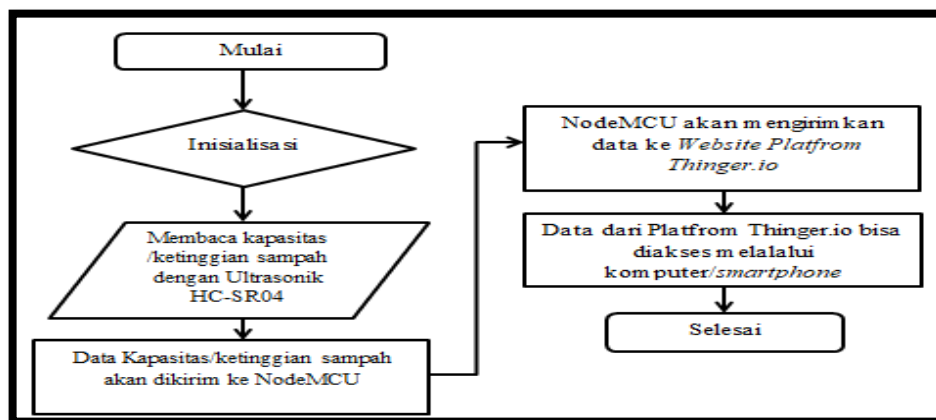 Mulai
Inisialisasi
Membaca kapasitas
/ketinggian sampah
dengan Ultrasonik
HC-SR04
Data Kapasitas/ketinggian sampah
akan dikirim ke NodeMCU
NodeMCU akan mengirimkan
data ke Website Platfrom
Thinger.io
Data dari Platfrom Thinger.io bisa
diakses melalalui
komputer/smartphone
Selesai